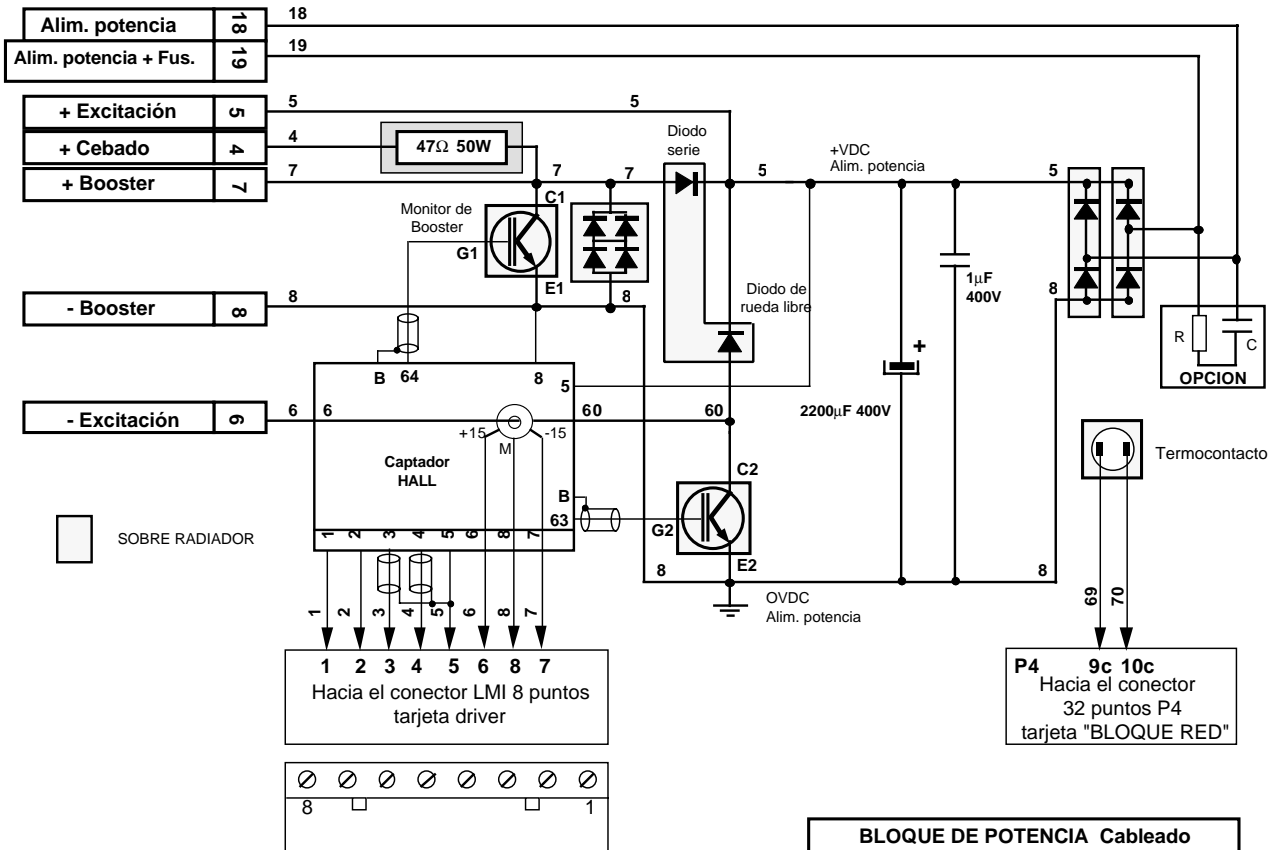 Alim. potencia 18 18
Alim. potencia + Fus. 19 19
+ Excitación 5 5 5
+ Cebado 4 4 47Ω 50W
+ Booster 7 7 7 7 5 5
Diodo
serie
+VDC
Alim. potencia
Monitor de
Booster
C1
G1
E1
- Booster 8 8 8 8
Diodo de
rueda libre
1µF
400V
R C
OPCION
B 64 8
5
+
2200µF 400V
- Excitación 6 6 6 60 60
+15 M -15
Captador
HALL
B
63
C2
G2
E2
Termocontacto
1 2 3 4 5 6 8 7
SOBRE RADIADOR
8 8
OVDC
Alim. potencia
1 2 3 4 5 6 8 7
69 70
1 2 3 4 5 6 8 7
Hacia el conector LMI 8 puntos
tarjeta driver
P4 9c 10c
Hacia el conector
32 puntos P4
tarjeta "BLOQUE RED"
8 1
BLOQUE DE POTENCIA Cableado